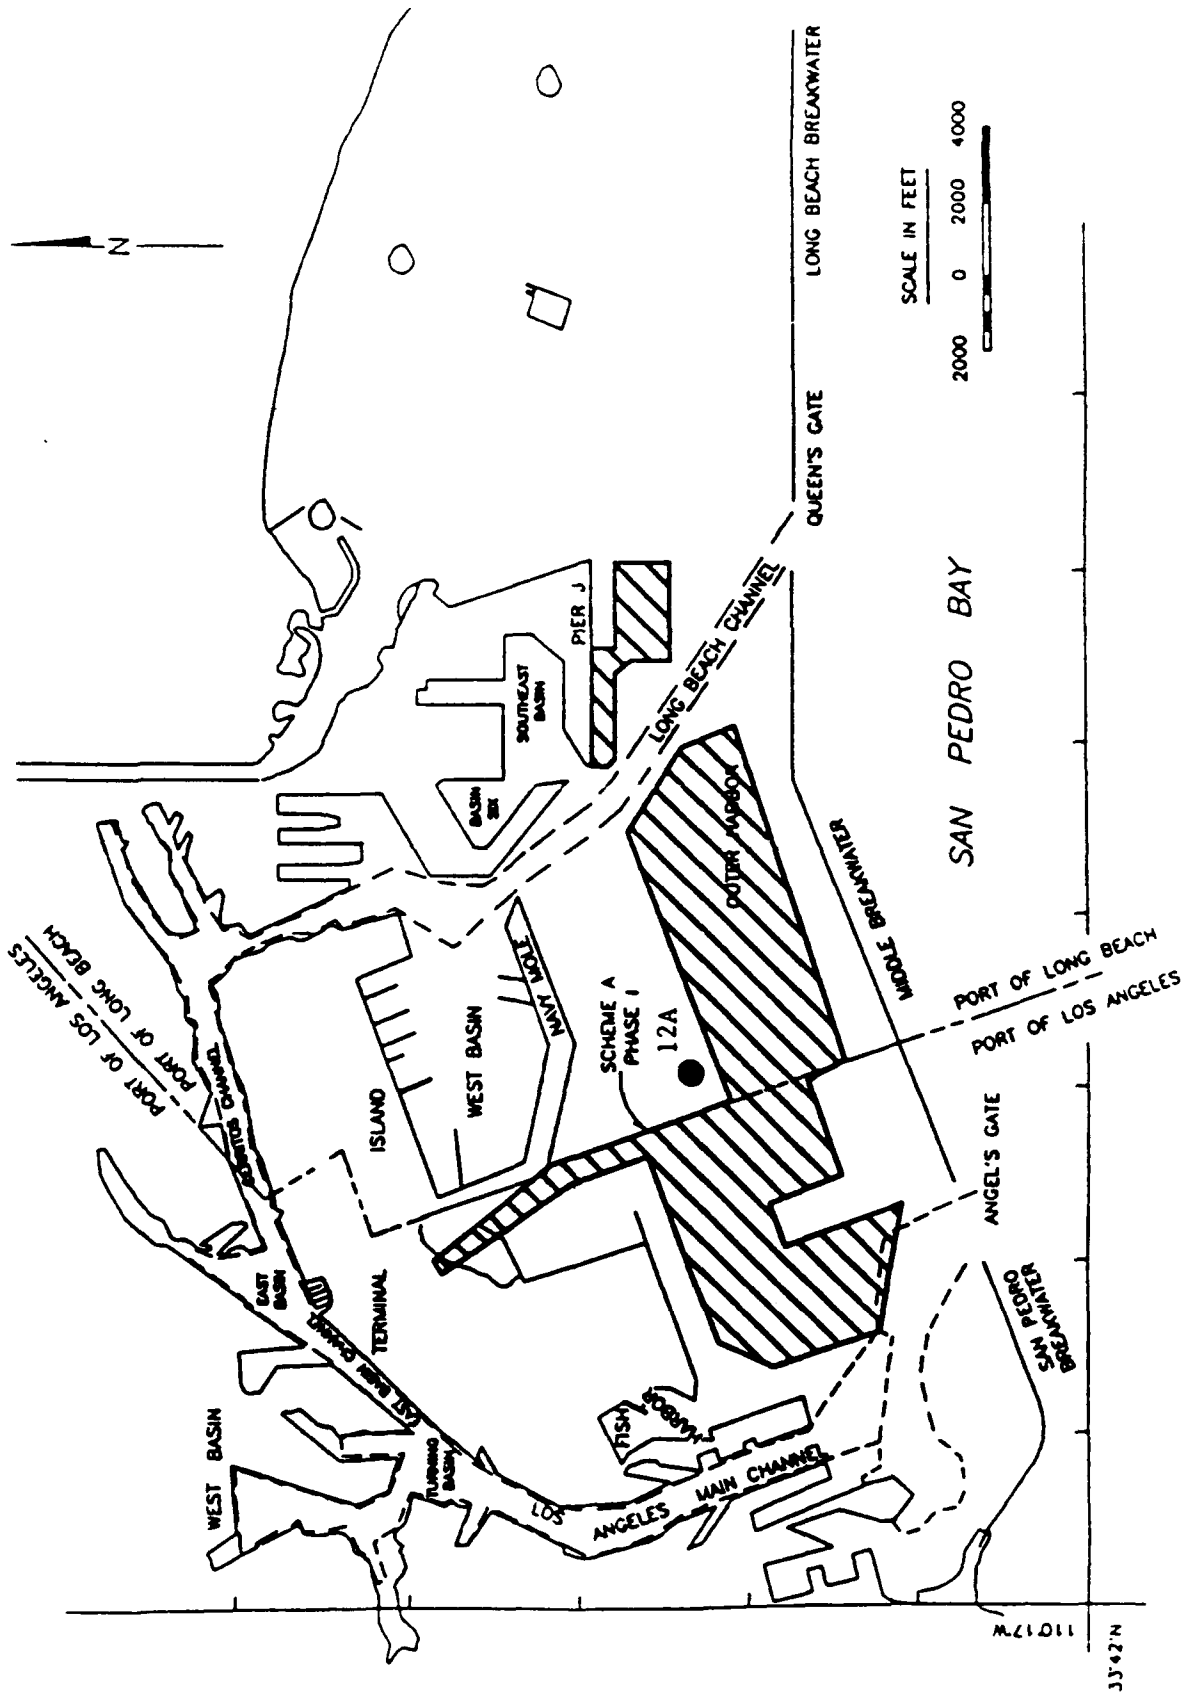 N
PORT OF LOS ANGELES
PORT OF LONG BEACH
CERRITOS CHANNEL
WEST BASIN
EAST BASIN
EAST BASIN CHANNEL
TURNING BASIN
TERMINAL
ISLAND
WEST BASIN
NAVY MOLE
BASIN SIX
SOUTHEAST BASIN
PIER J
LONG BEACH CHANNEL
SCHEME A
PHASE 1
12A
OUTER HARBOR
FISH
HARBOR
LOS
ANGELES
MAIN CHANNEL
MIDDLE BREAKWATER
QUEEN'S GATE
LONG BEACH BREAKWATER
PORT OF LONG BEACH
PORT OF LOS ANGELES
ANGEL'S GATE
SAN PEDRO
BREAKWATER
SAN PEDRO BAY
SCALE IN FEET
2000 0 2000 4000
110°17'W
33°42'N